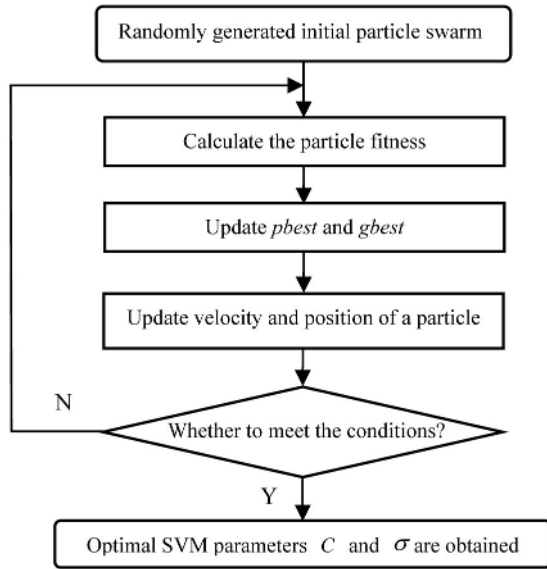 Randomly generated initial particle swarm
Calculate the particle fitness
Update pbest and gbest
Update velocity and position of a particle
N
Whether to meet the conditions?
Y
Optimal SVM parameters C and σ are obtained